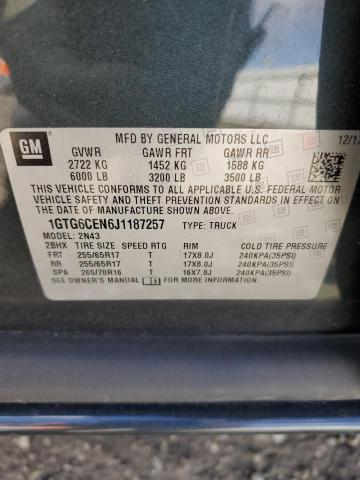 GM
MFD BY GENERAL MOTORS LLC 12/17
GVWR GAWR FRT GAWR RR
2722 KG 1452 KG 1588 KG
6000 LB 3200 LB 3500 LB
THIS VEHICLE CONFORMS TO ALL APPLICABLE U.S. FEDERAL MOTOR
VEHICLE SAFETY AND THEFT PREVENTION STANDARDS IN EFFECT ON
THE DATE OF MANUFACTURE SHOWN ABOVE.
1GTG6CEN6J1187257 TYPE: TRUCK
MODEL: 2N43
2BHX TIRE SIZE SPEED RTG RIM COLD TIRE PRESSURE
FRT 255/65R17 T 17X8.0J 240KPA(35PSI)
RR 255/65R17 T 17X8.0J 240KPA(35PSI)
SPA 265/70R16 T 16X7.0J 240KPA(35PSI)
SEE OWNER'S MANUAL FOR MORE INFORMATION